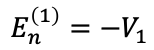 $E_n^{(1)} = -V_1$